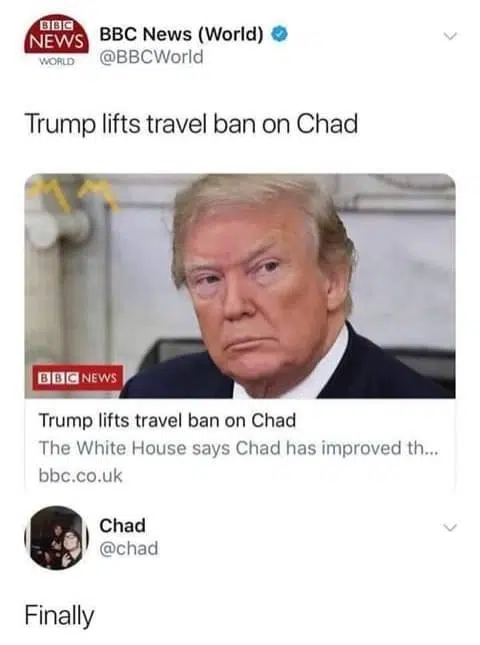 BBC
NEWS
WORLD
BBC News (World)
@BBCWorld
Trump lifts travel ban on Chad
BBC NEWS
Trump lifts travel ban on Chad
The White House says Chad has improved th...
bbc.co.uk
Chad
@chad
Finally